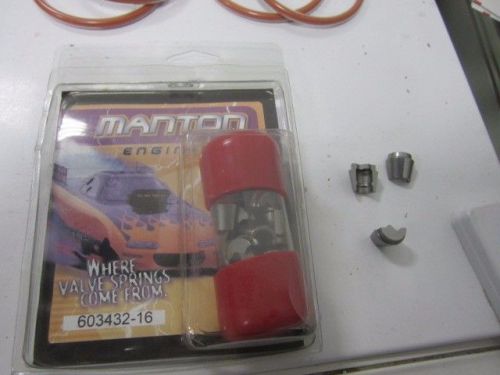 MANTON
ENGIN
WHERE
VALVE SPRINGS
COME FROM.
603432-16